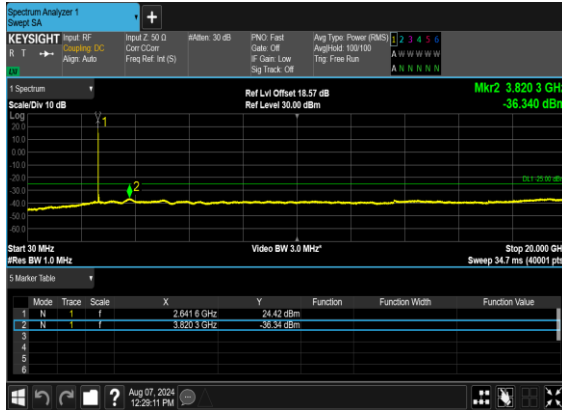 Spectrum Analyzer 1
Swept SA
+
KEYSIGHT Input: RF Input Z: 50 Ω #Atten: 30 dB PNO: Fast Avg Type: Power (RMS) 1 2 3 4 5 6
R T Coupling: DC Corr CCorr Gate: Off Avg|Hold: 100/100 A W W W W W
Align: Auto Freq Ref: Int (S) IF Gain: Low Trig: Free Run
Sig Track: Off A N N N N N
1 Spectrum Ref Lvl Offset 18.57 dB Mkr2 3.820 3 GHz
Scale/Div 10 dB Ref Level 30.00 dBm -36.340 dBm
Log
20.0
10.0
0.00
-10.0
-20.0
-30.0
-40.0
-50.0
-60.0
1
2
DL1 -25.00 dBm
Start 30 MHz Video BW 3.0 MHz* Stop 20.000 GH
#Res BW 1.0 MHz Sweep 34.7 ms (40001 pts
5 Marker Table
Mode Trace Scale X Y Function Function Width Function Value
1 N 1 f 2.641 6 GHz 24.42 dBm
2 N 1 f 3.820 3 GHz -36.34 dBm
3
4
5
6
? Aug 07, 2024
12:29:11 PM